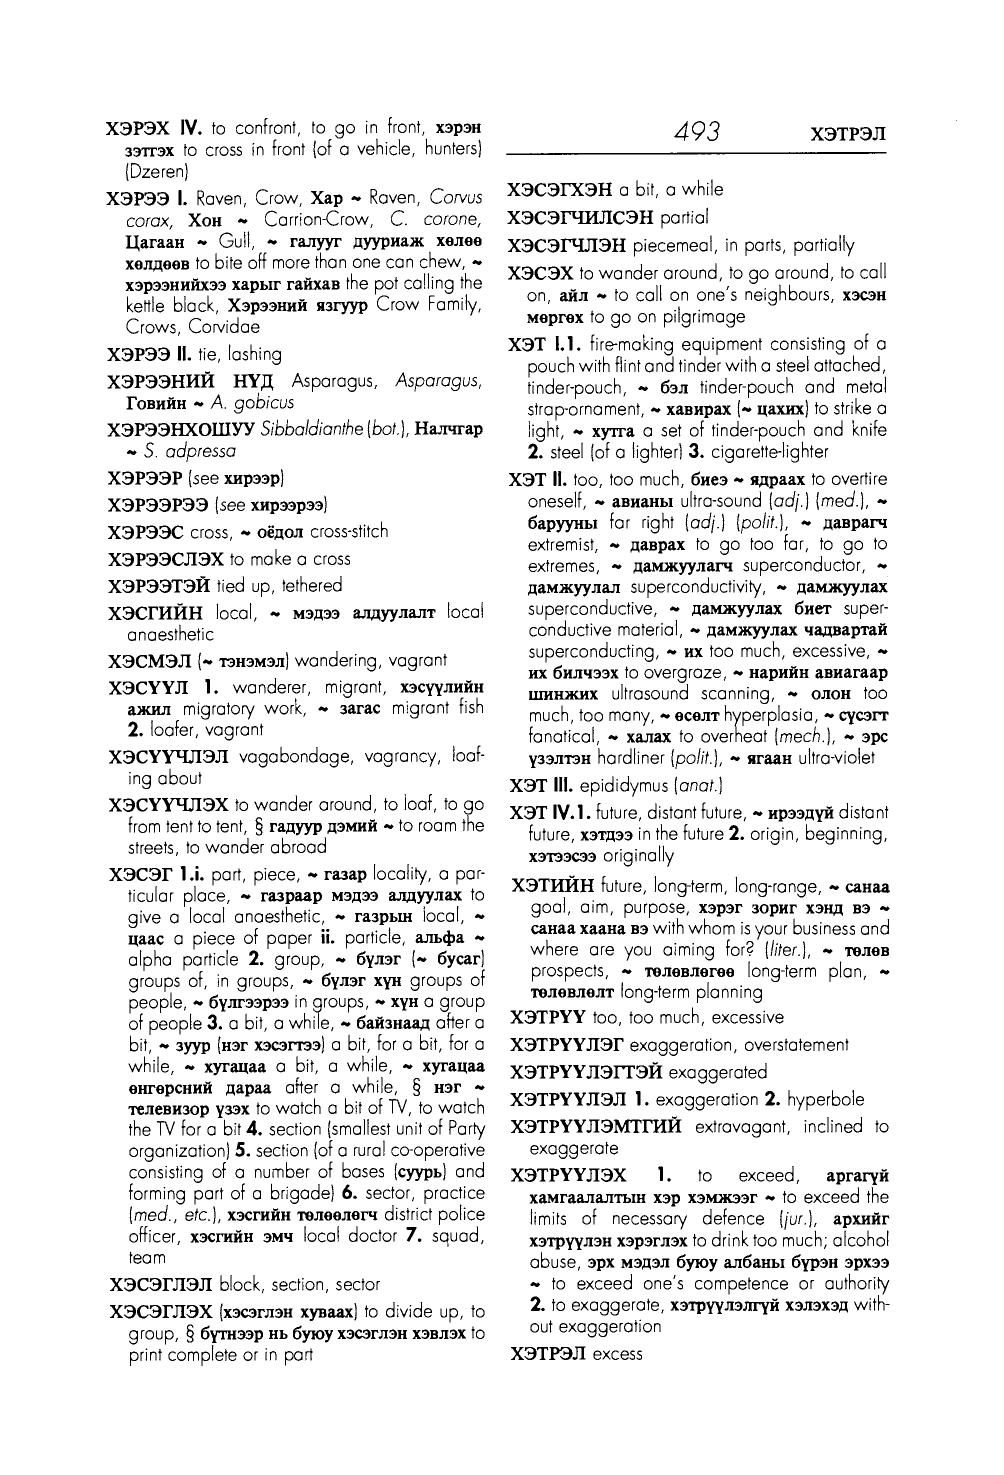 ХЭРЭХ IV. to confront, to go in front, хэрэн
зэтгэх to cross in front (of a vehicle, hunters)
(Dzeren)
ХЭРЭЭ I. Raven, Crow, Хар ~ Raven, Corvus
corax, Хон ~ Carrion-Crow, C. corone,
Цагаан ~ Gull, ~ галууг дууриаж хөлөө
хөлдөөв to bite off more than one can chew, ~
хэрээнийхээ харыг гайхав the pot calling the
kettle black, Хэрээний язгуур Crow Family,
Crows, Corvidae
ХЭРЭЭ II. tie, lashing
ХЭРЭЭНИЙ НҮД Asparagus, Asparagus,
Говийн ~ A. gobicus
ХЭРЭЭНХОШУУ Sibbaldianthe (bot.), Налчгар
~ S. adpressa
ХЭРЭЭР (see хирээр)
ХЭРЭЭРЭЭ (see хирээрээ)
ХЭРЭЭС cross, ~ оёдол cross-stitch
ХЭРЭЭСЛЭХ to make a cross
ХЭРЭЭТЭЙ tied up, tethered
ХЭСГИЙН local, ~ мэдээ алдуулалт local
anaesthetic
ХЭСМЭЛ (~ тэнэмэл) wandering, vagrant
ХЭСҮҮЛ 1. wanderer, migrant, хэсүүлийн
ажил migratory work, ~ загас migrant fish
2. loafer, vagrant
ХЭСҮҮЧЛЭЛ vagabondage, vagrancy, loaf-
ing about
ХЭСҮҮЧЛЭХ to wander around, to loaf, to go
from tent to tent, § гадуур дэмий ~ to roam the
streets, to wander abroad
ХЭСЭГ 1.i. part, piece, ~ газар locality, a par-
ticular place, ~ газраар мэдээ алдуулах to
give a local anaesthetic, ~ газрын local, ~
цаас a piece of paper ii. particle, альфа ~
alpha particle 2. group, ~ бүлэг (~ бусаг)
groups of, in groups, ~ бүлэг хүн groups of
people, ~ бүлгээрээ in groups, ~ хүн a group
of people 3. a bit, a while, ~ байзнаад after a
bit, ~ зуур (нэг хэсэгтээ) a bit, for a bit, for a
while, ~ хугацаа a bit, a while, ~ хугацаа
өнгөрсний дараа after a while, § нэг ~
телевизор үзэх to watch a bit of TV, to watch
the TV for a bit 4. section (smallest unit of Party
organization) 5. section (of a rural co-operative
consisting of a number of bases (суурь) and
forming part of a brigade) 6. sector, practice
(med., etc.), хэсгийн төлөөлөгч district police
officer, хэсгийн эмч local doctor 7. squad,
team
ХЭСЭГЛЭЛ block, section, sector
ХЭСЭГЛЭХ (хэсэглэн хуваах) to divide up, to
group, § бүтнээр нь буюу хэсэглэн хэвлэх to
print complete or in part
493 ХЭТРЭЛ
ХЭСЭГХЭН a bit, a while
ХЭСЭГЧИЛСЭН partial
ХЭСЭГЧЛЭН piecemeal, in parts, partially
ХЭСЭХ to wander around, to go around, to call
on, айл ~ to call on one's neighbours, хэсэн
мөргөх to go on pilgrimage
ХЭТ I.1. fire-making equipment consisting of a
pouch with flint and tinder with a steel attached,
tinder-pouch, ~ бэл tinder-pouch and metal
strap-ornament, ~ хавирах (~ цахих) to strike a
light, ~ хутга a set of tinder-pouch and knife
2. steel (of a lighter) 3. cigarette-lighter
ХЭТ II. too, too much, биеэ ~ ядраах to overtire
oneself, ~ авианы ultra-sound (adj.) (med.), ~
барууны far right (adj.) (polit.), ~ даврагч
extremist, ~ даврах to go too far, to go to
extremes, ~ дамжуулагч superconductor, ~
дамжуулал superconductivity, ~ дамжуулах
superconductive, ~ дамжуулах биет super-
conductive material, ~ дамжуулах чадвартай
superconducting, ~ их too much, excessive, ~
их билчээх to overgraze, ~ нарийн авиагаар
шинжих ultrasound scanning, ~ олон too
much, too many, ~ өсөлт hyperplasia, ~ сүсэгт
fanatical, ~ халах to overheat (mech.), ~ эрс
үзэлтэн hardliner (polit.), ~ ягаан ultra-violet
ХЭТ III. epididymus (anat.)
ХЭТ IV.1. future, distant future, ~ ирээдүй distant
future, хэтдээ in the future 2. origin, beginning,
хэтээсээ originally
ХЭТИЙН future, long-term, long-range, ~ санаа
goal, aim, purpose, хэрэг зориг хэнд вэ ~
санаа хаана вэ with whom is your business and
where are you aiming for? (liter.), ~ төлөв
prospects, ~ төлөвлөгөө long-term plan, ~
төлөвлөлт long-term planning
ХЭТРҮҮ too, too much, excessive
ХЭТРҮҮЛЭГ exaggeration, overstatement
ХЭТРҮҮЛЭГТЭЙ exaggerated
ХЭТРҮҮЛЭЛ 1. exaggeration 2. hyperbole
ХЭТРҮҮЛЭМТГИЙ extravagant, inclined to
exaggerate
ХЭТРҮҮЛЭХ 1. to exceed, аргагүй
хамгаалалтын хэр хэмжээг ~ to exceed the
limits of necessary defence (jur.), архийг
хэтрүүлэн хэрэглэх to drink too much; alcohol
abuse, эрх мэдэл буюу албаны бүрэн эрхээ
~ to exceed one's competence or authority
2. to exaggerate, хэтрүүлэлгүй хэлэхэд with-
out exaggeration
ХЭТРЭЛ excess